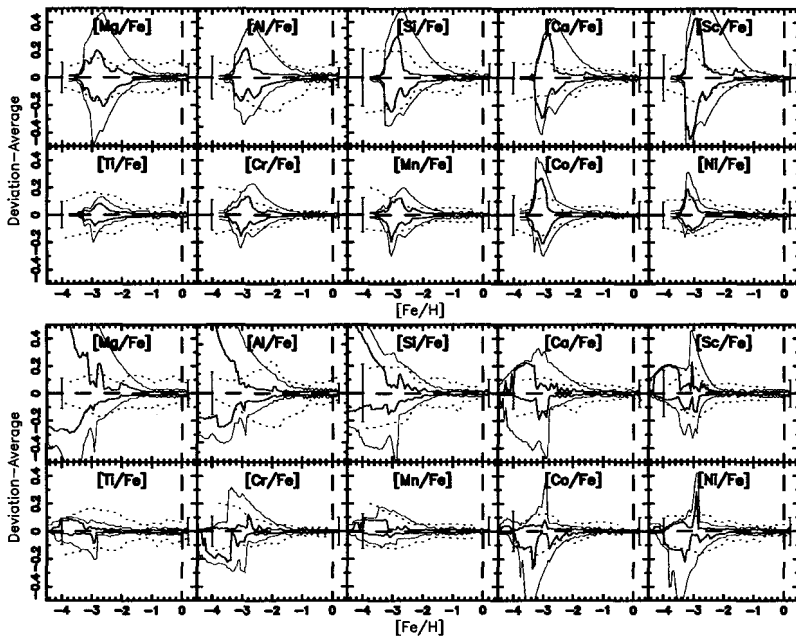 [Mg/Fe] [Al/Fe] [Si/Fe] [Ca/Fe] [Sc/Fe]
0.4
0.2
0
−0.2
−0.4
[Ti/Fe] [Cr/Fe] [Mn/Fe] [Co/Fe] [Ni/Fe]
0.4
0.2
0
−0.2
−0.4
Deviation−Average
−4 −3 −2 −1 0 −4 −3 −2 −1 0 −4 −3 −2 −1 0 −4 −3 −2 −1 0 −4 −3 −2 −1 0
[Fe/H]
[Mg/Fe] [Al/Fe] [Si/Fe] [Ca/Fe] [Sc/Fe]
0.4
0.2
0
−0.2
−0.4
[Ti/Fe] [Cr/Fe] [Mn/Fe] [Co/Fe] [Ni/Fe]
0.4
0.2
0
−0.2
−0.4
Deviation−Average
−4 −3 −2 −1 0 −4 −3 −2 −1 0 −4 −3 −2 −1 0 −4 −3 −2 −1 0 −4 −3 −2 −1 0
[Fe/H]